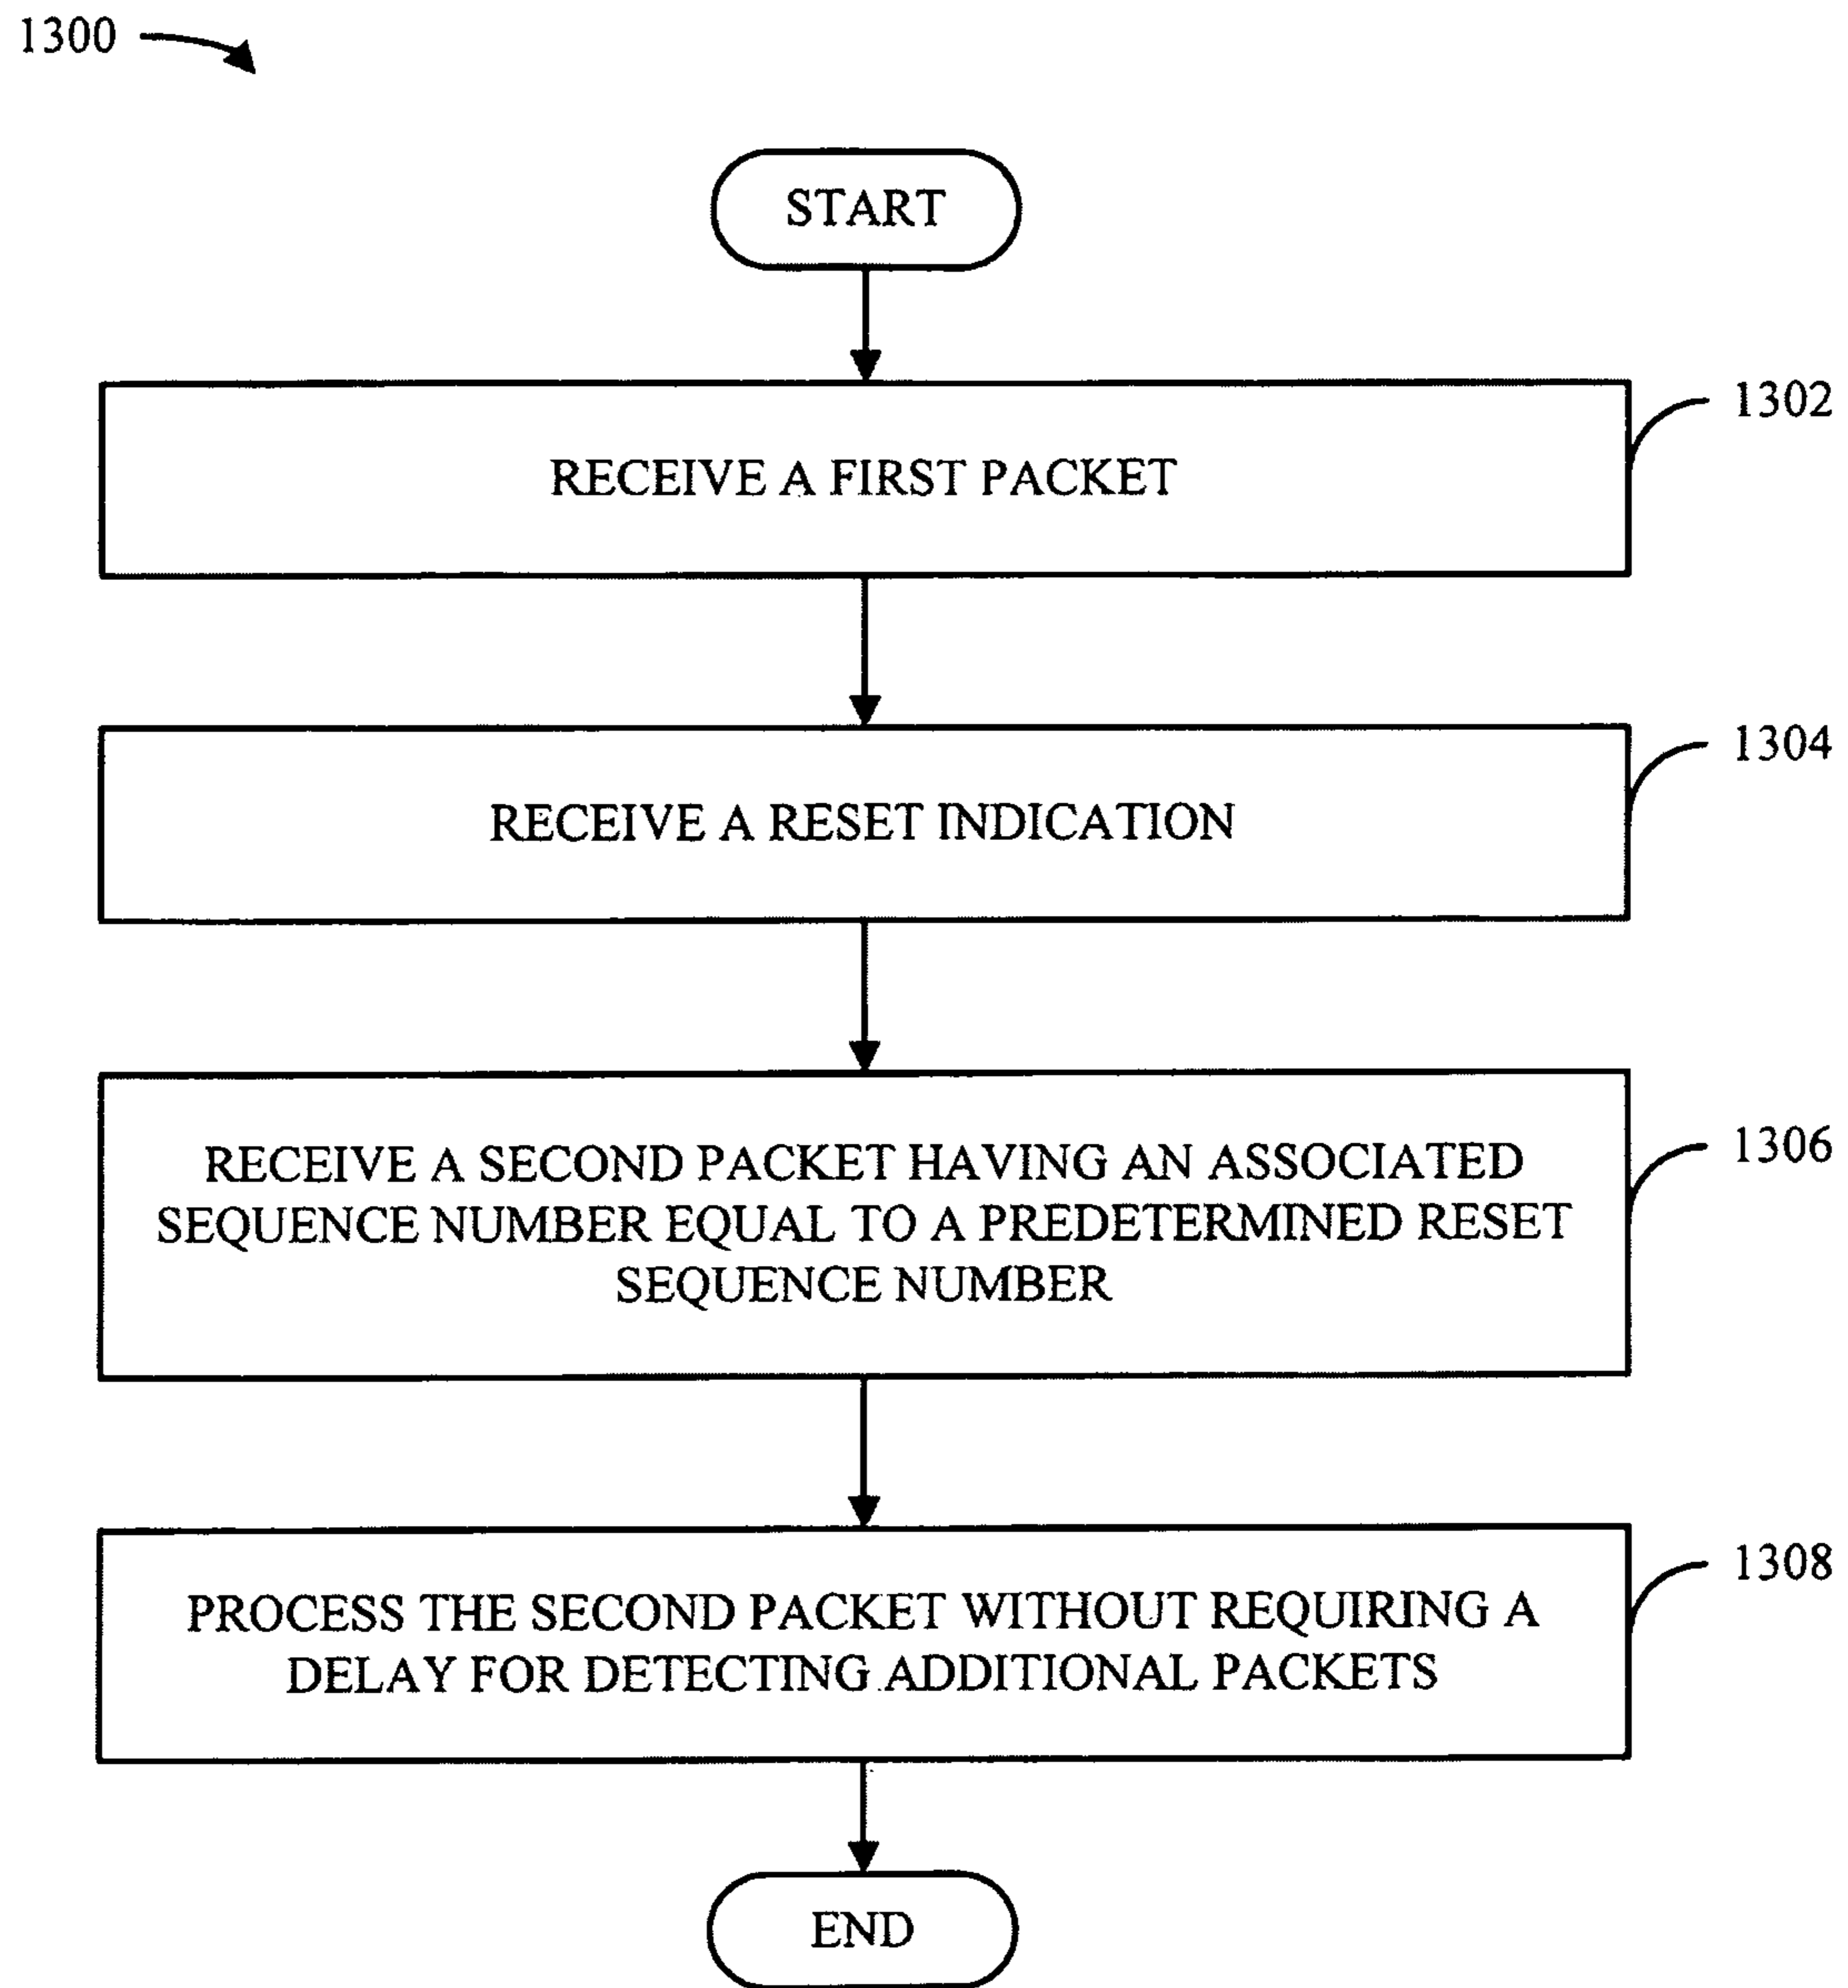 1300
START
RECEIVE A FIRST PACKET
1302
RECEIVE A RESET INDICATION
1304
RECEIVE A SECOND PACKET HAVING AN ASSOCIATED
SEQUENCE NUMBER EQUAL TO A PREDETERMINED RESET
SEQUENCE NUMBER
1306
PROCESS THE SECOND PACKET WITHOUT REQUIRING A
DELAY FOR DETECTING ADDITIONAL PACKETS
1308
END